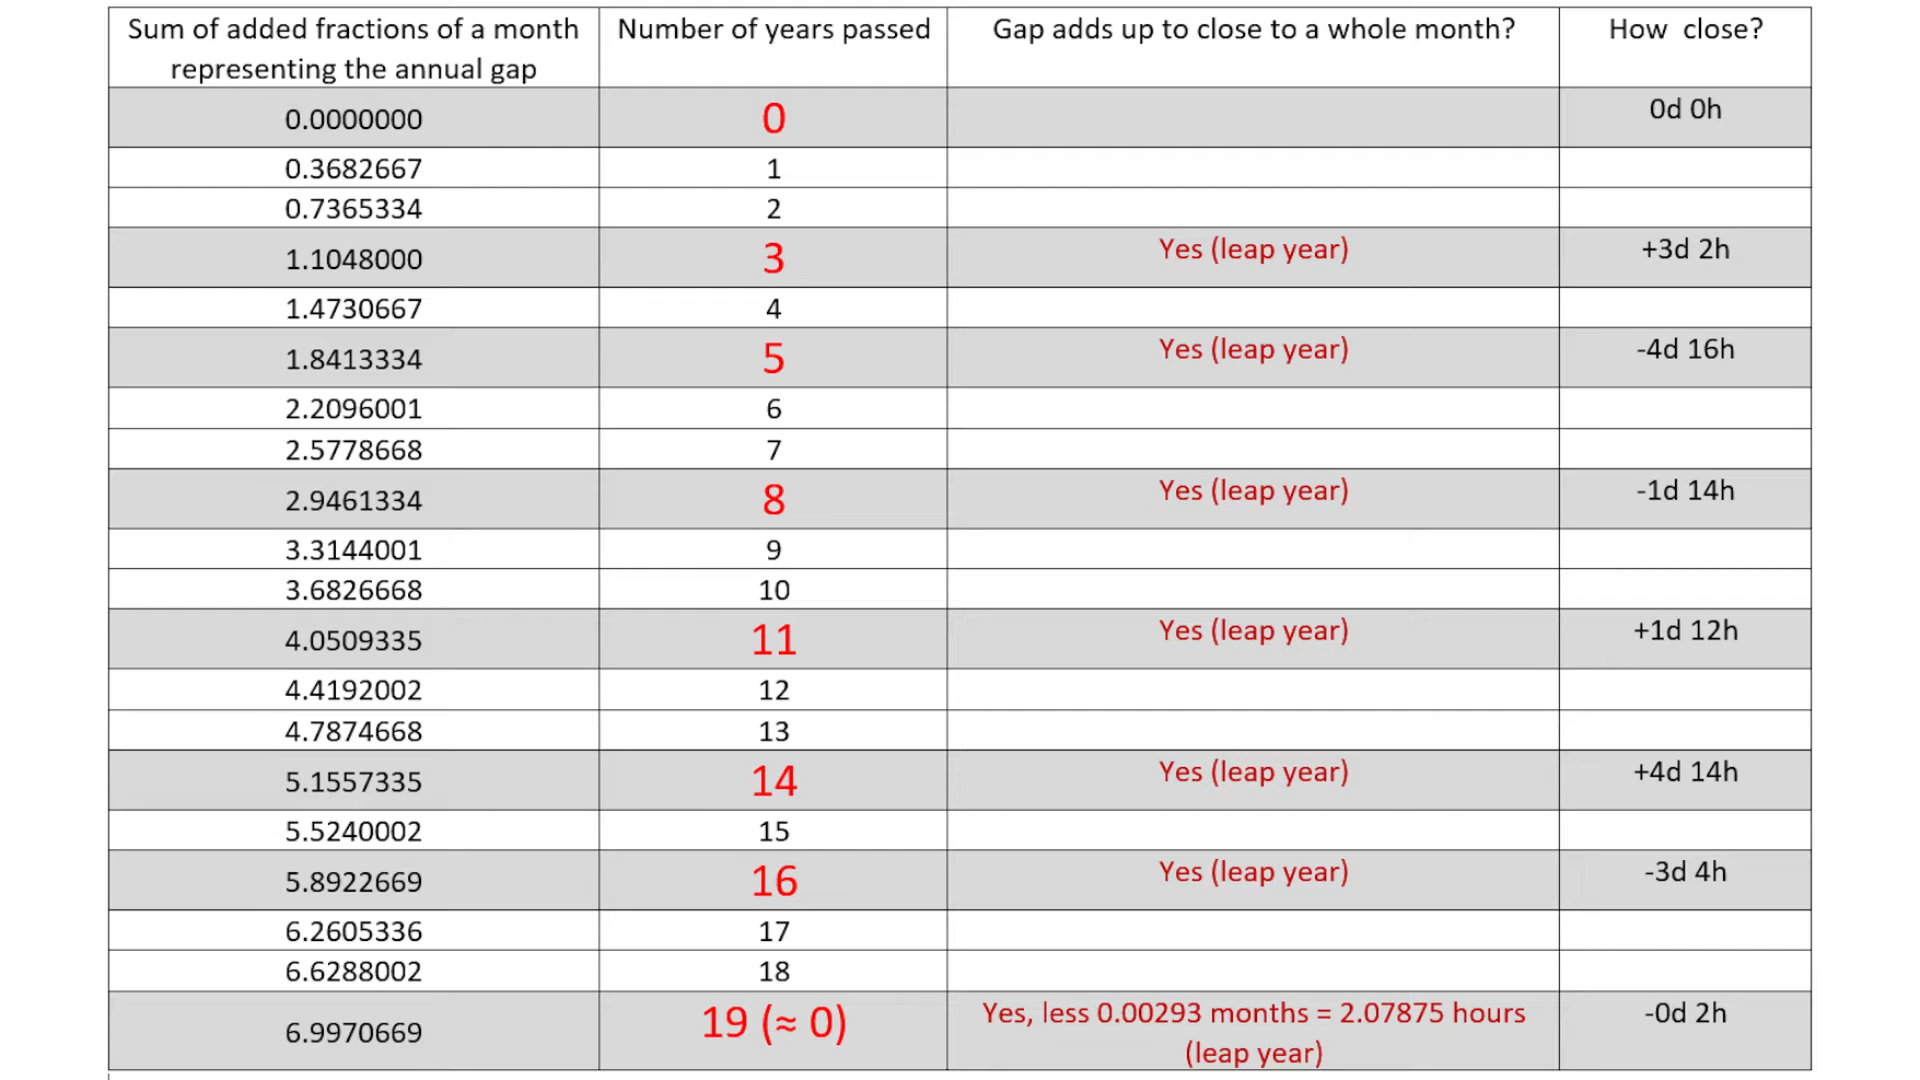 Sum of added fractions of a month representing the annual gap | Number of years passed | Gap adds up to close to a whole month? | How close?
0.0000000 | 0 | | 0d 0h
0.3682667 | 1
0.7365334 | 2
1.1048000 | 3 | Yes (leap year) | +3d 2h
1.4730667 | 4
1.8413334 | 5 | Yes (leap year) | -4d 16h
2.2096001 | 6
2.5778668 | 7
2.9461334 | 8 | Yes (leap year) | -1d 14h
3.3144001 | 9
3.6826668 | 10
4.0509335 | 11 | Yes (leap year) | +1d 12h
4.4192002 | 12
4.7874668 | 13
5.1557335 | 14 | Yes (leap year) | +4d 14h
5.5240002 | 15
5.8922669 | 16 | Yes (leap year) | -3d 4h
6.2605336 | 17
6.6288002 | 18
6.9970669 | 19 (≈ 0) | Yes, less 0.00293 months = 2.07875 hours (leap year) | -0d 2h